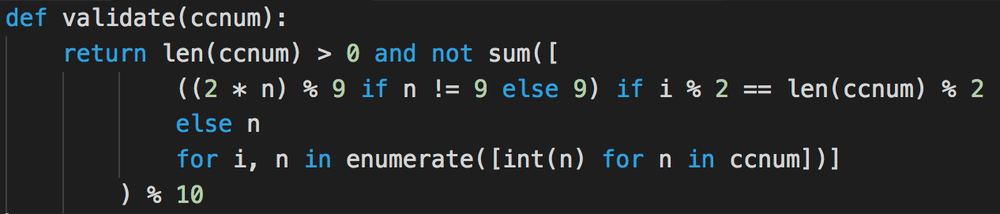 def validate(ccnum):
    return len(ccnum) > 0 and not sum([
            ((2 * n) % 9 if n != 9 else 9) if i % 2 == len(ccnum) % 2
            else n
            for i, n in enumerate([int(n) for n in ccnum])]
        ) % 10